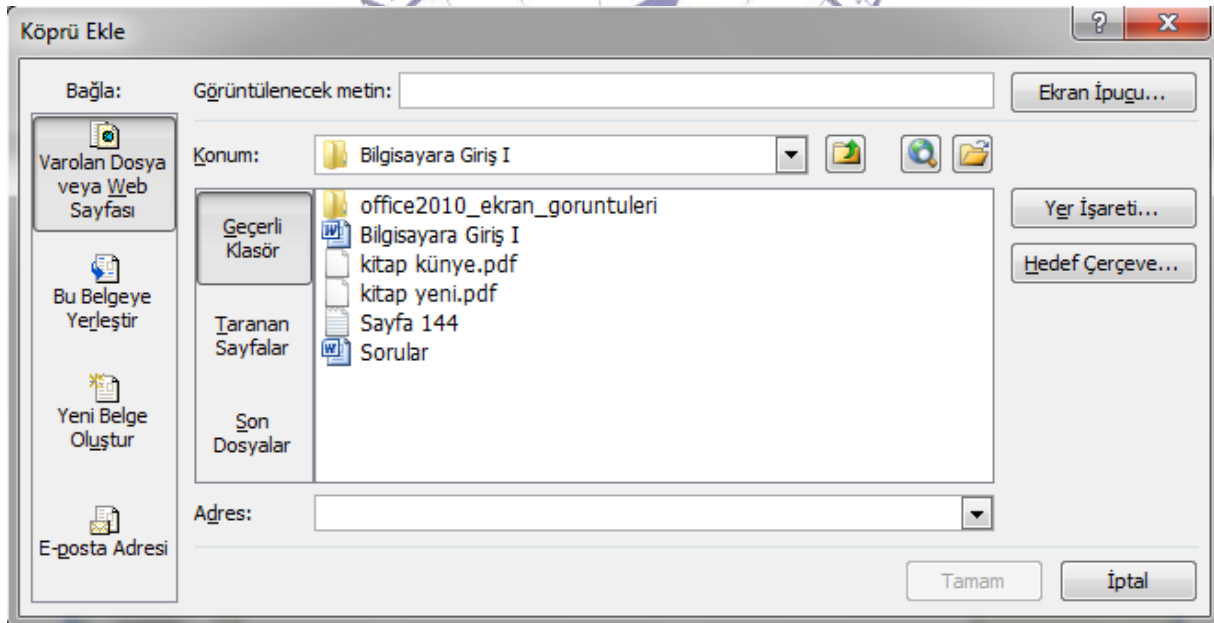 Köprü Ekle
Bağla:
Görüntülenecek metin:
Ekran İpucu...
Varolan Dosya
veya Web
Sayfası
Konum:
Bilgisayara Giriş I
Geçerli
Klasör
office2010_ekran_goruntuleri
Bilgisayara Giriş I
kitap künye.pdf
kitap yeni.pdf
Sayfa 144
Sorular
Yer İşareti...
Hedef Çerçeve...
Bu Belgeye
Yerleştir
Taranan
Sayfalar
Yeni Belge
Oluştur
Son
Dosyalar
E-posta Adresi
Adres:
Tamam
İptal